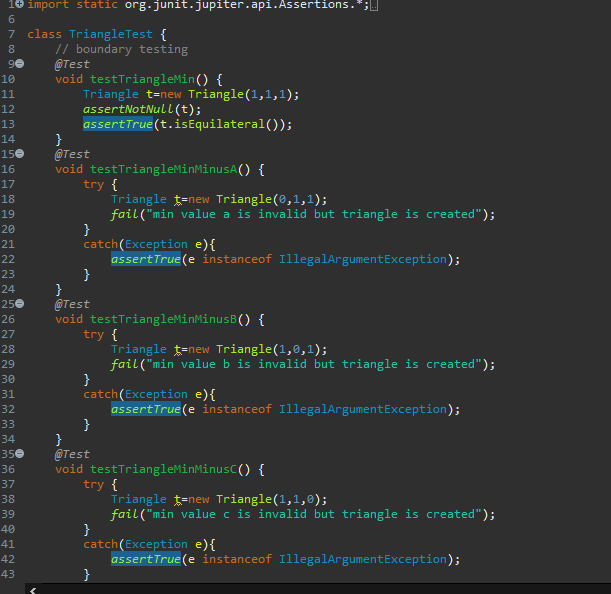 1 import static org.junit.jupiter.api.Assertions.*;
6
7 class TriangleTest {
8     // boundary testing
9     @Test
10     void testTriangleMin() {
11         Triangle t=new Triangle(1,1,1);
12         assertNotNull(t);
13         assertTrue(t.isEquilateral());
14     }
15     @Test
16     void testTriangleMinMinusA() {
17         try {
18             Triangle t=new Triangle(0,1,1);
19             fail("min value a is invalid but triangle is created");
20         }
21         catch(Exception e){
22             assertTrue(e instanceof IllegalArgumentException);
23         }
24     }
25     @Test
26     void testTriangleMinMinusB() {
27         try {
28             Triangle t=new Triangle(1,0,1);
29             fail("min value b is invalid but triangle is created");
30         }
31         catch(Exception e){
32             assertTrue(e instanceof IllegalArgumentException);
33         }
34     }
35     @Test
36     void testTriangleMinMinusC() {
37         try {
38             Triangle t=new Triangle(1,1,0);
39             fail("min value c is invalid but triangle is created");
40         }
41         catch(Exception e){
42             assertTrue(e instanceof IllegalArgumentException);
43         }